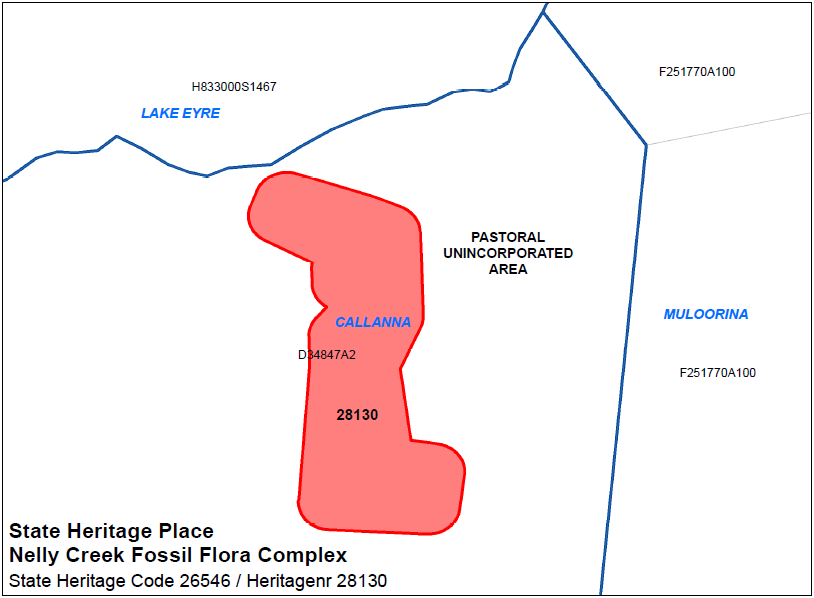 F251770A100
H833000S1467
LAKE EYRE
PASTORAL
UNINCORPORATED
AREA
MULOORINA
CALLANNA
D34847A2
F251770A100
28130
State Heritage Place
Nelly Creek Fossil Flora Complex
State Heritage Code 26546 / Heritagenr 28130